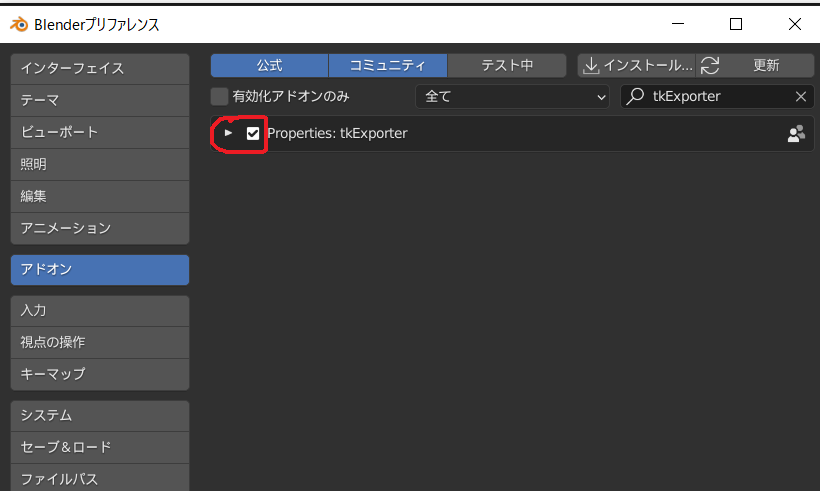 Blenderプリファレンス
インターフェイス
テーマ
ビューポート
照明
編集
アニメーション
アドオン
入力
視点の操作
キーマップ
システム
セーブ＆ロード
ファイルパス
公式 コミュニティ テスト中 インストール... 更新
有効化アドオンのみ 全て tkExporter
Properties: tkExporter